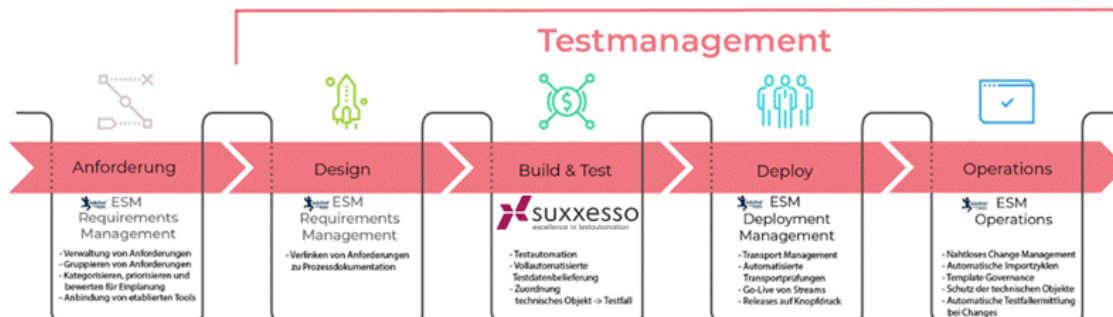 Testmanagement
Anforderung
Design
Build & Test
Deploy
Operations
ESM
Requirements
Management
- Verwaltung von Anforderungen
- Gruppieren von Anforderungen
- Kategorisieren, priorisieren und
bewerten für Einplanung
- Anbindung von etablierten Tools
ESM
Requirements
Management
- Verlinken von Anforderungen
zu Prozessdokumentation
suxxesso
excellence in testautomation
- Testautomation
- Vollautomatisierte
Testdatenbelieferung
- Zuordnung
technisches Objekt -> Testfall
ESM
Deployment
Management
- Transport Management
- Automatisierte
Transportprüfungen
- Go-Live von Streams
- Releases auf Knopfdruck
ESM
Operations
- Nahtloses Change Management
- Automatische Importzyklen
- Template Governance
- Schutz der technischen Objekte
- Automatische Testfallermittlung
bei Changes